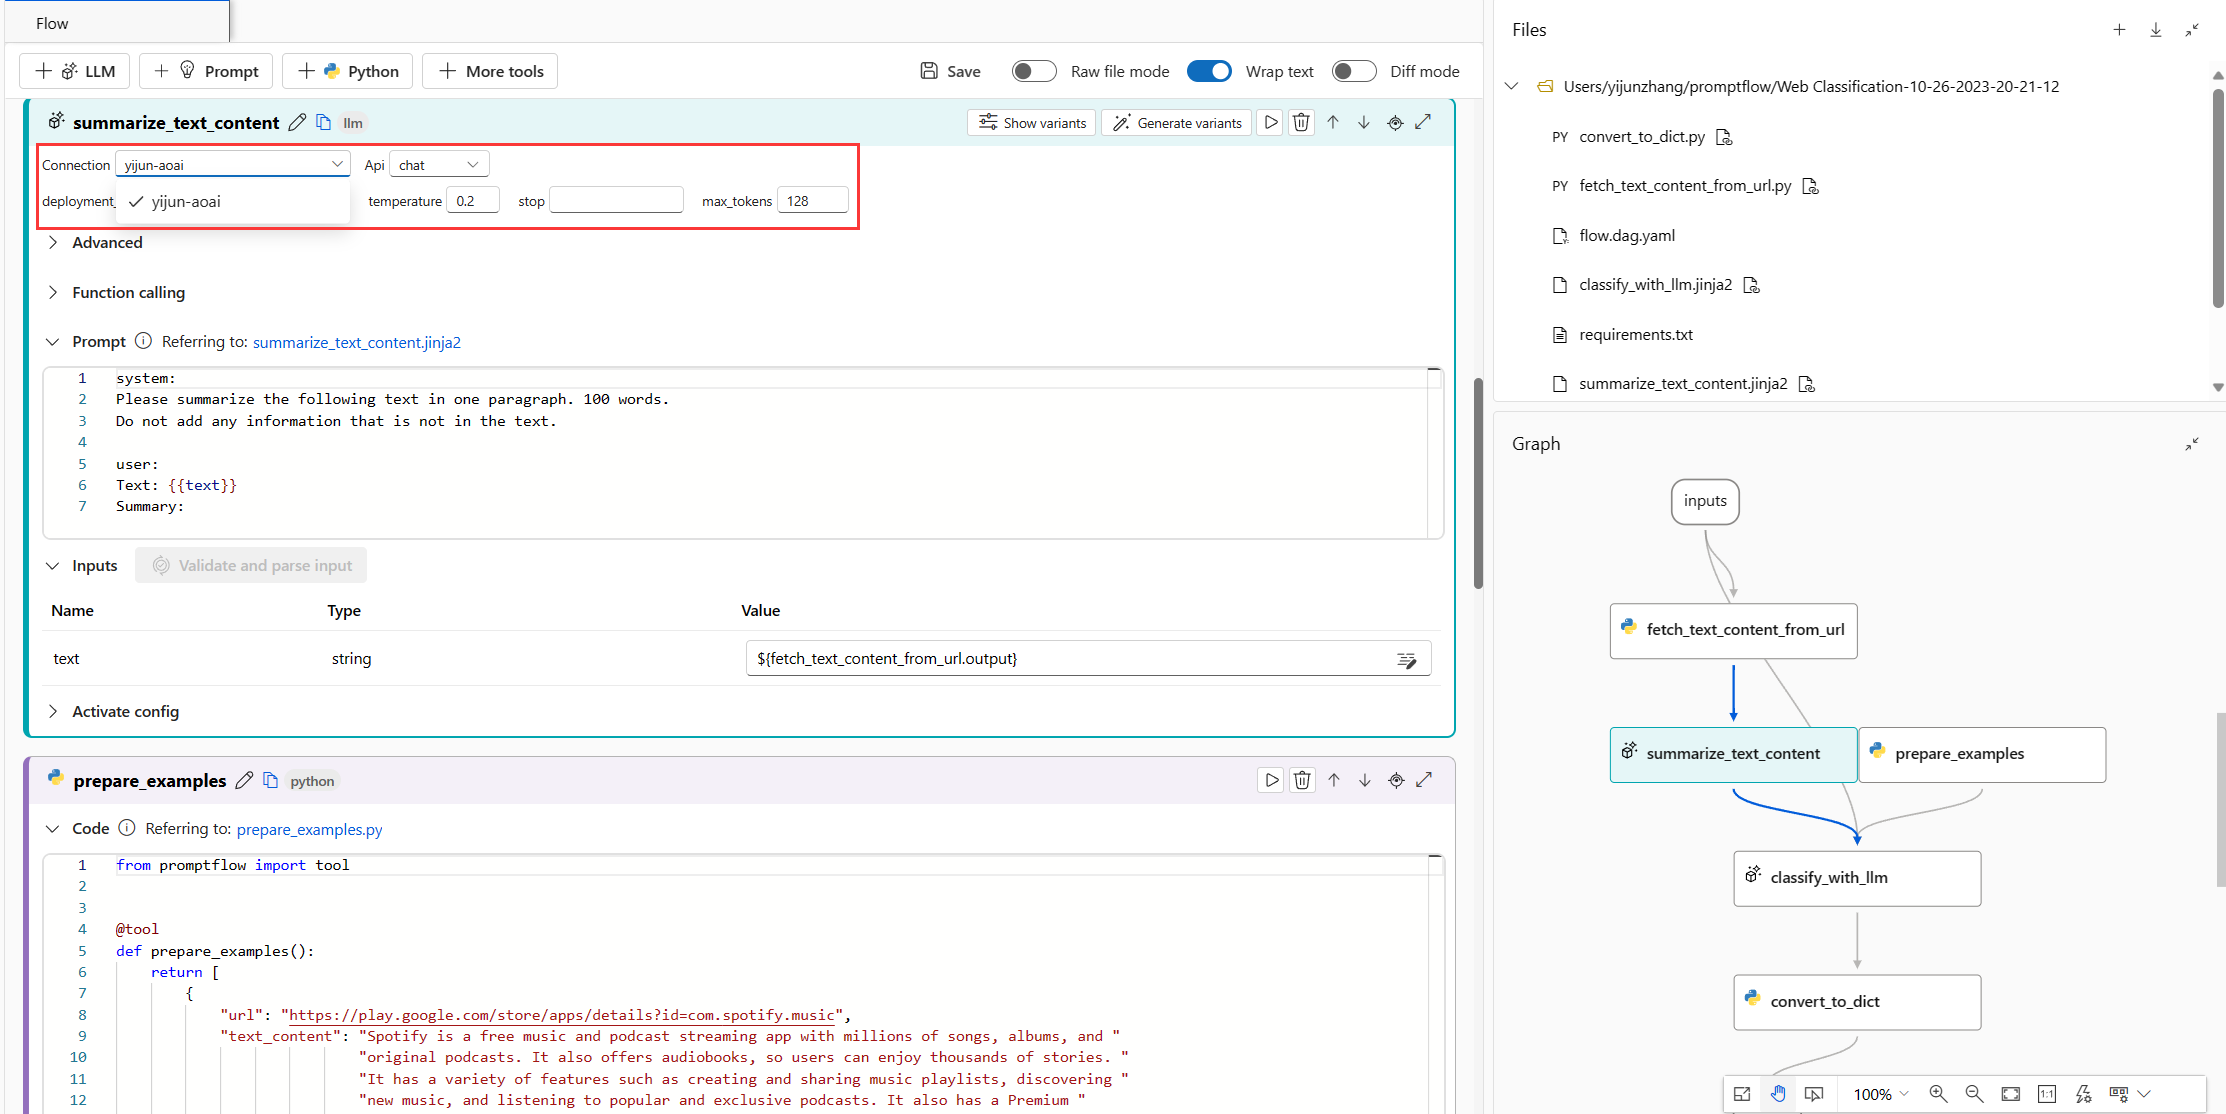 Flow
LLM
Prompt
Python
More tools
Save
Raw file mode
Wrap text
Diff mode
summarize_text_content
llm
Show variants
Generate variants
Connection
yijun-aoai
Api
chat
deployment_
yijun-aoai
temperature
0.2
stop
max_tokens
128
Advanced
Function calling
Prompt
Referring to: summarize_text_content.jinja2
1 system:
2 Please summarize the following text in one paragraph. 100 words.
3 Do not add any information that is not in the text.
4
5 user:
6 Text: {{text}}
7 Summary:
Inputs
Validate and parse input
Name Type Value
text string ${fetch_text_content_from_url.output}
Activate config
prepare_examples
python
Code
Referring to: prepare_examples.py
1 from promptflow import tool
2
3
4 @tool
5 def prepare_examples():
6 return [
7 {
8 "url": "https://play.google.com/store/apps/details?id=com.spotify.music",
9 "text_content": "Spotify is a free music and podcast streaming app with millions of songs, albums, and "
10 "original podcasts. It also offers audiobooks, so users can enjoy thousands of stories. "
11 "It has a variety of features such as creating and sharing music playlists, discovering "
12 "new music, and listening to popular and exclusive podcasts. It also has a Premium "
Files
Users/yijunzhang/promptflow/Web Classification-10-26-2023-20-21-12
PY convert_to_dict.py
PY fetch_text_content_from_url.py
flow.dag.yaml
classify_with_llm.jinja2
requirements.txt
summarize_text_content.jinja2
Graph
inputs
fetch_text_content_from_url
summarize_text_content
prepare_examples
classify_with_llm
convert_to_dict
100%
1:1